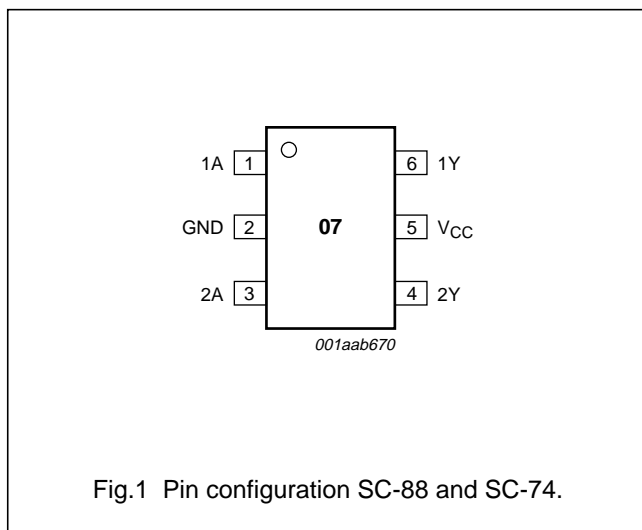 1A 1 6 1Y
GND 2 07 5 VCC
2A 3 4 2Y
001aab670
Fig.1 Pin configuration SC-88 and SC-74.